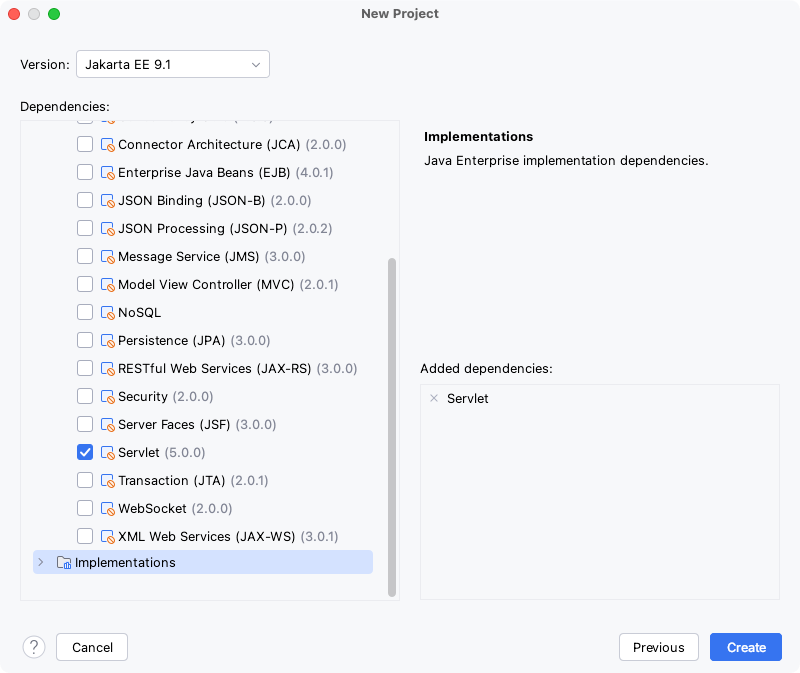 New Project
Version: Jakarta EE 9.1
Dependencies:
Connector Architecture (JCA) (2.0.0)
Enterprise Java Beans (EJB) (4.0.1)
JSON Binding (JSON-B) (2.0.0)
JSON Processing (JSON-P) (2.0.2)
Message Service (JMS) (3.0.0)
Model View Controller (MVC) (2.0.1)
NoSQL
Persistence (JPA) (3.0.0)
RESTful Web Services (JAX-RS) (3.0.0)
Security (2.0.0)
Server Faces (JSF) (3.0.0)
Servlet (5.0.0)
Transaction (JTA) (2.0.1)
WebSocket (2.0.0)
XML Web Services (JAX-WS) (3.0.1)
Implementations
Implementations
Java Enterprise implementation dependencies.
Added dependencies:
Servlet
? Cancel Previous Create